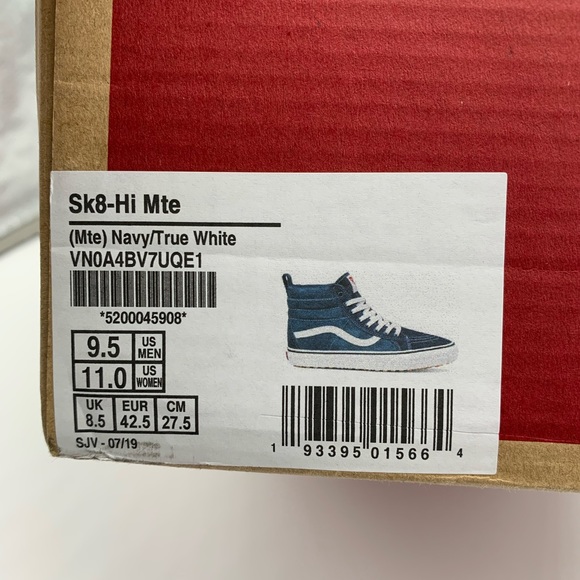 Sk8-Hi Mte
(Mte) Navy/True White
VN0A4BV7UQE1
*5200045908*
9.5 US MEN
11.0 US WOMEN
UK EUR CM
8.5 42.5 27.5
SJV - 07/19
1 93395 01566 4